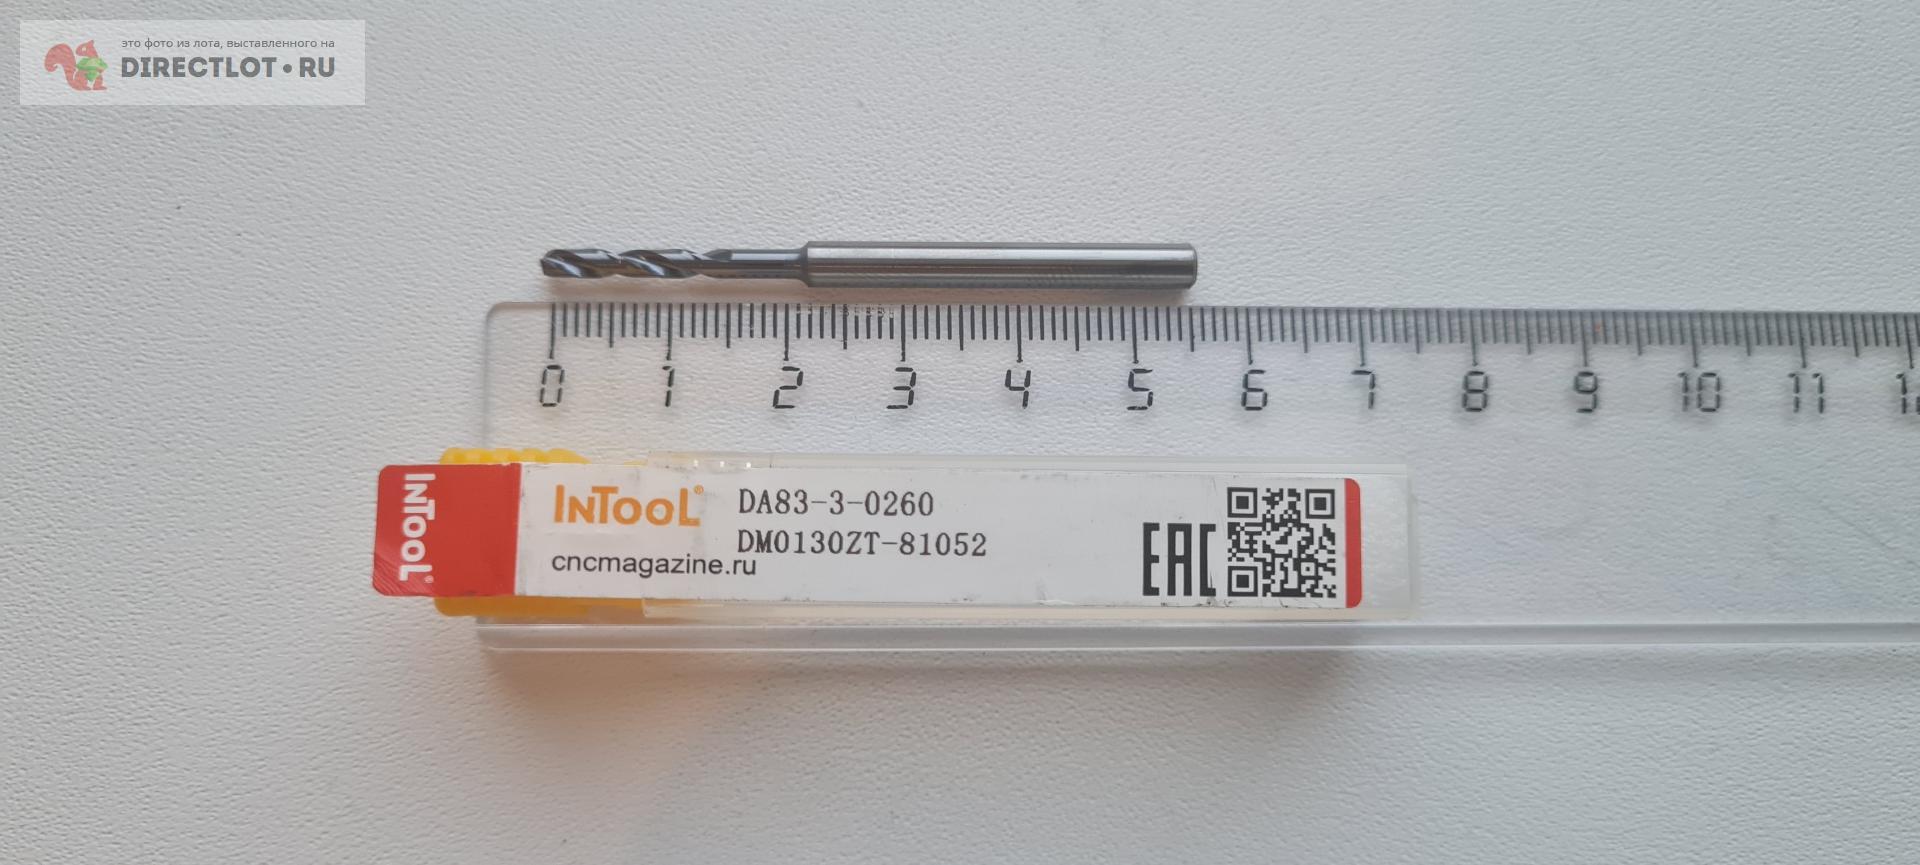 это фото из лота, выставленного на
DIRECTLOT•RU
0 1 2 3 4 5 6 7 8 9 10 11
INTOOL®
INTOOL®
DA83-3-0260
DM0130ZT-81052
cncmagazine.ru
EAC